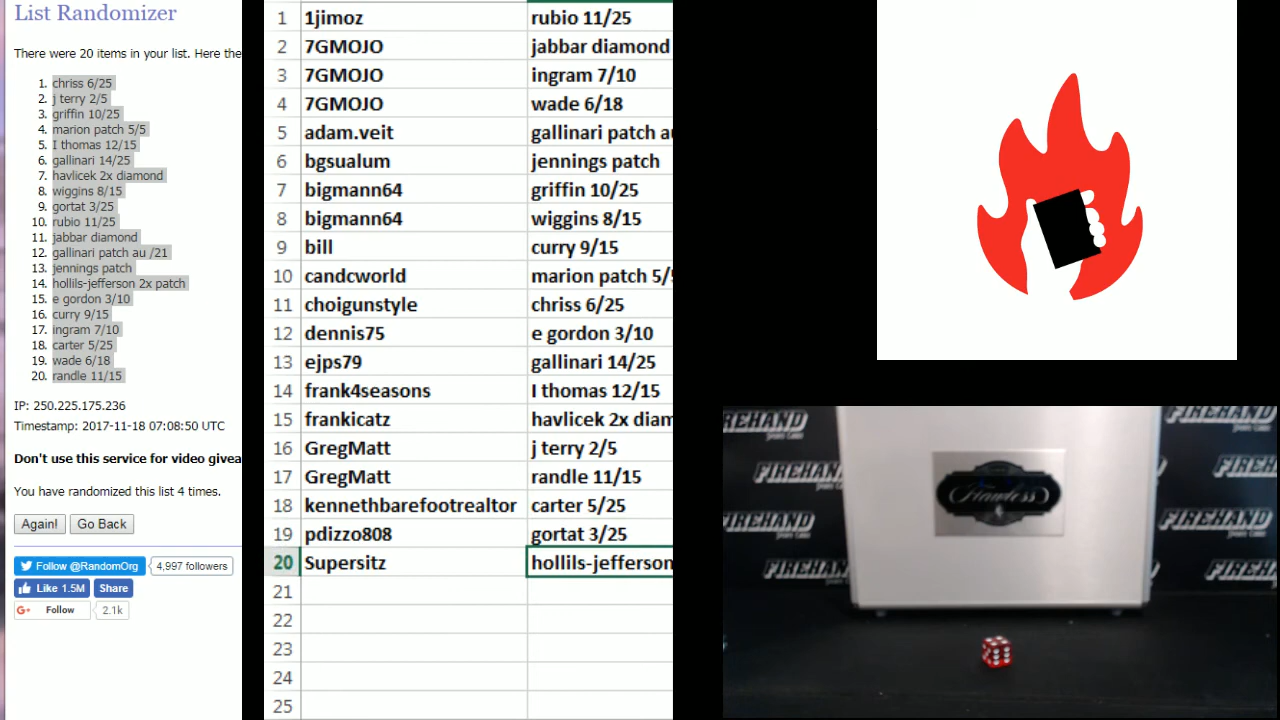 List Randomizer
There were 20 items in your list. Here the
1. chriss 6/25
2. j terry 2/5
3. griffin 10/25
4. marion patch 5/5
5. I thomas 12/15
6. gallinari 14/25
7. havlicek 2x diamond
8. wiggins 8/15
9. gortat 3/25
10. rubio 11/25
11. jabbar diamond
12. gallinari patch au /21
13. jennings patch
14. hollils-jefferson 2x patch
15. e gordon 3/10
16. curry 9/15
17. ingram 7/10
18. carter 5/25
19. wade 6/18
20. randle 11/15
IP: 250.225.175.236
Timestamp: 2017-11-18 07:08:50 UTC
Don't use this service for video givea
You have randomized this list 4 times.
Again! Go Back
Follow @RandomOrg 4,997 followers
Like 1.5M Share
G+ Follow 2.1k
1 1jimoz rubio 11/25
2 7GMOJO jabbar diamond
3 7GMOJO ingram 7/10
4 7GMOJO wade 6/18
5 adam.veit gallinari patch au
6 bgsualum jennings patch
7 bigmann64 griffin 10/25
8 bigmann64 wiggins 8/15
9 bill curry 9/15
10 candcworld marion patch 5/5
11 choigunstyle chriss 6/25
12 dennis75 e gordon 3/10
13 ejps79 gallinari 14/25
14 frank4seasons I thomas 12/15
15 frankicatz havlicek 2x diam
16 GregMatt j terry 2/5
17 GregMatt randle 11/15
18 kennethbarefootrealtor carter 5/25
19 pdizzo808 gortat 3/25
20 Supersitz hollils-jefferson
21
22
23
24
25
FIREHAND
FIREHAND
FIREHAND
FIREHAND
Flawless